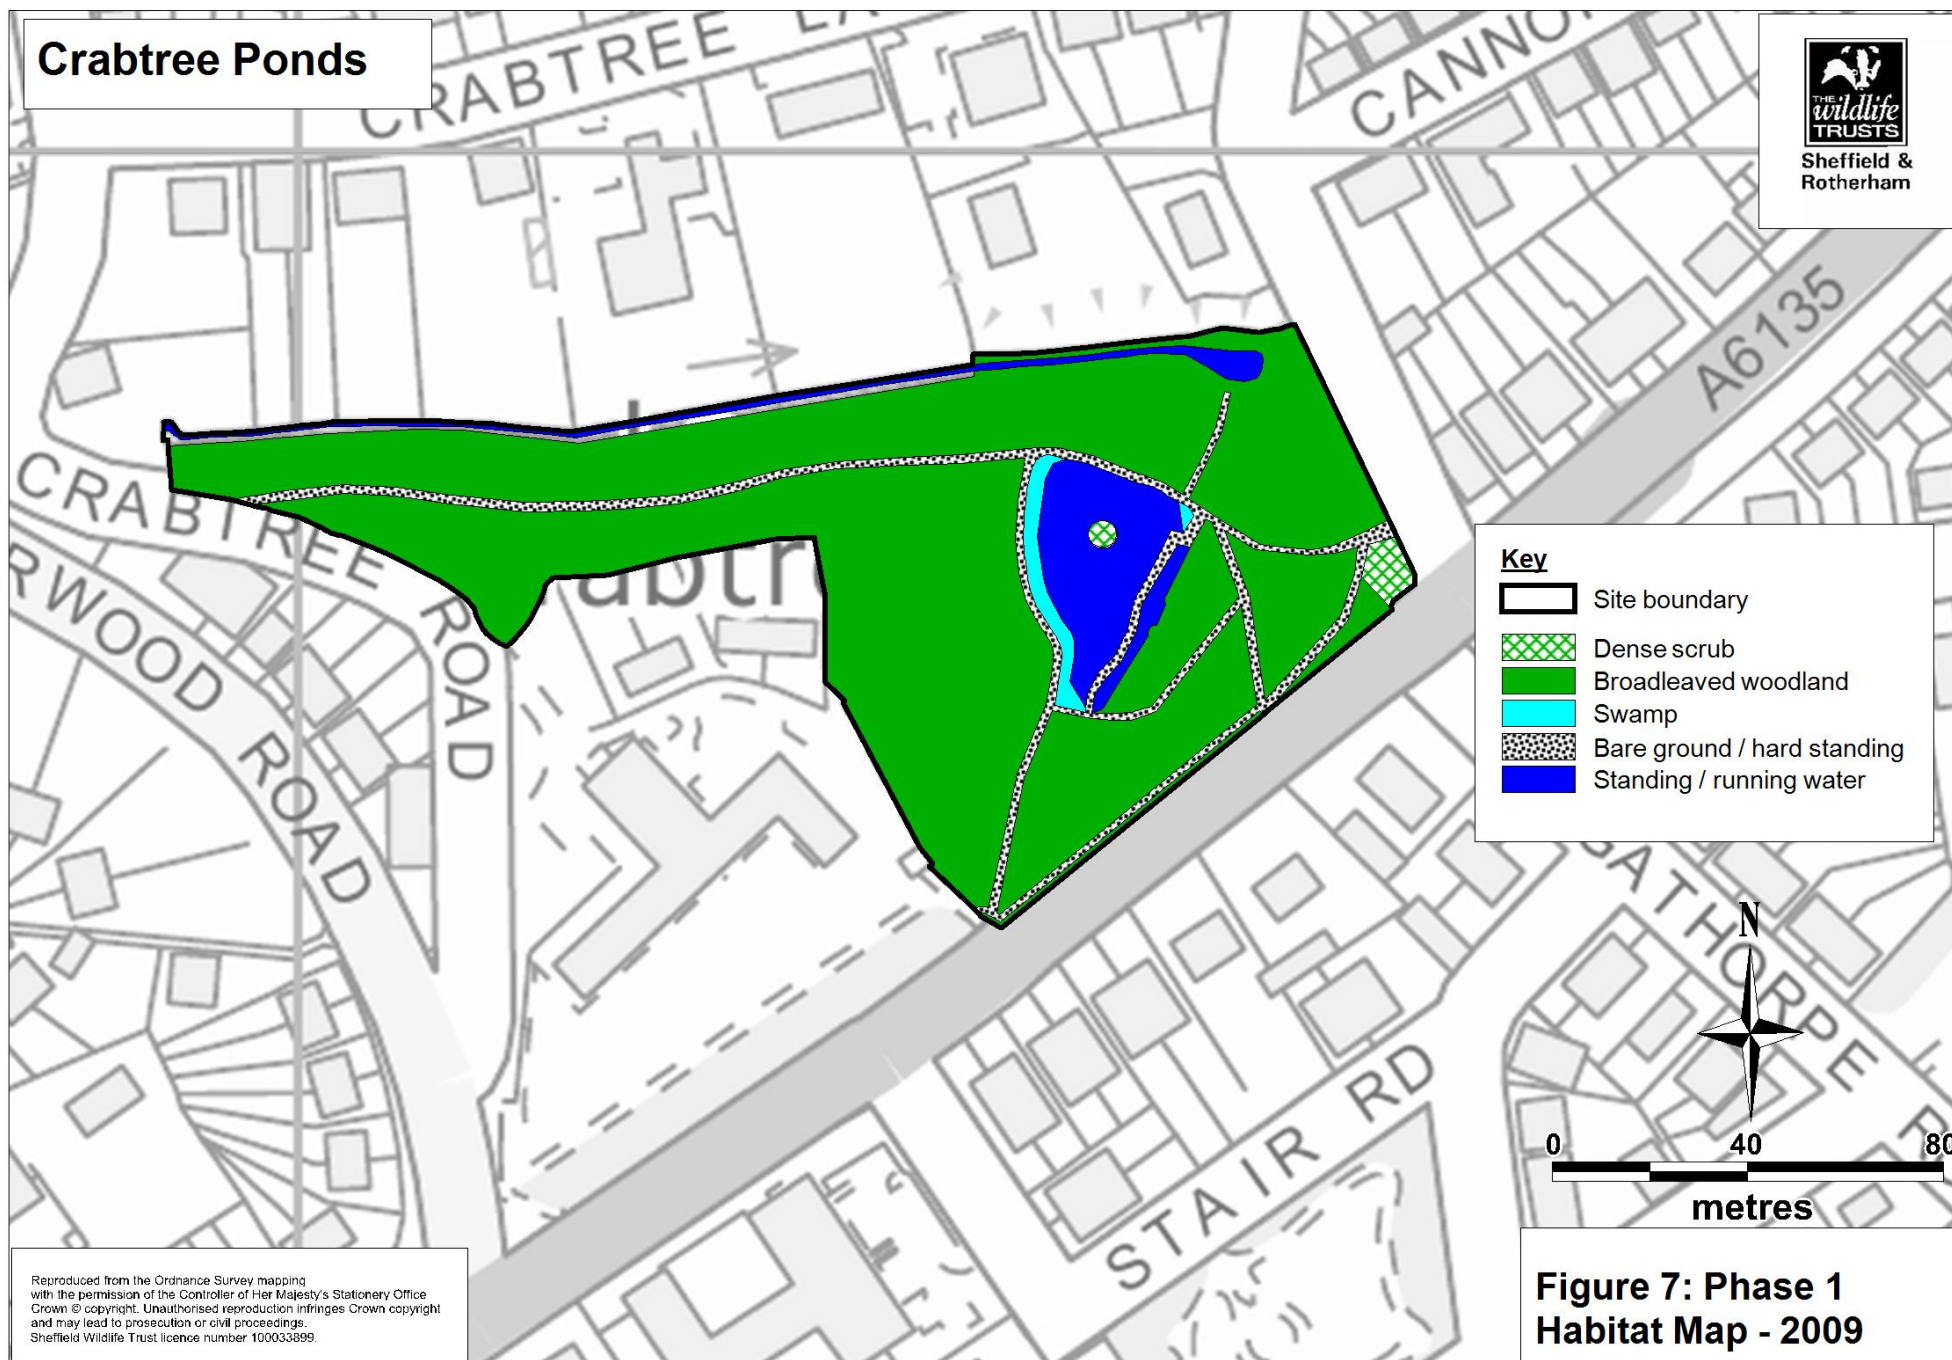 Crabtree Ponds
CRABTREE LA
CANNO
THE
wildlife
TRUSTS
Sheffield &
Rotherham
A6135
CRABTREE ROAD
RWOOD ROAD
abtre
Key
Site boundary
Dense scrub
Broadleaved woodland
Swamp
Bare ground / hard standing
Standing / running water
GATHORPE R
N
STAIR RD
0 40 80
metres
Reproduced from the Ordnance Survey mapping
with the permission of the Controller of Her Majesty's Stationery Office
Crown © copyright. Unauthorised reproduction infringes Crown copyright
and may lead to prosecution or civil proceedings.
Sheffield Wildlife Trust licence number 100033899.
Figure 7: Phase 1
Habitat Map - 2009